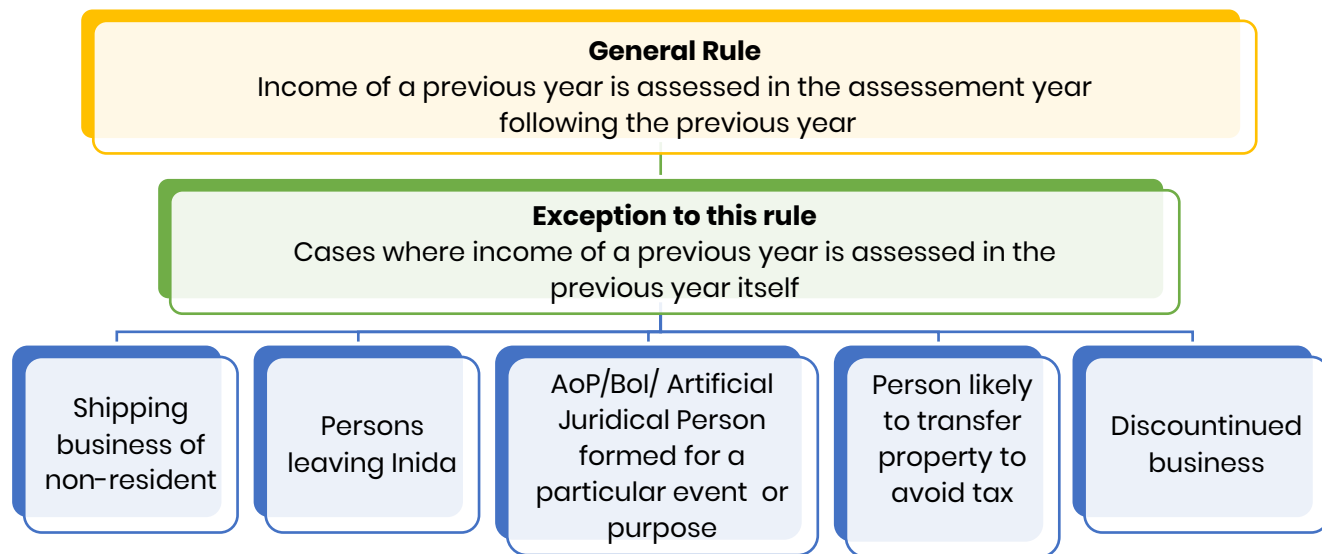 General Rule
Income of a previous year is assessed in the assessement year
following the previous year
Exception to this rule
Cases where income of a previous year is assessed in the
previous year itself
Shipping
business of
non-resident
Persons
leaving Inida
AoP/BoI/ Artificial
Juridical Person
formed for a
particular event or
purpose
Person likely
to transfer
property to
avoid tax
Discountinued
business